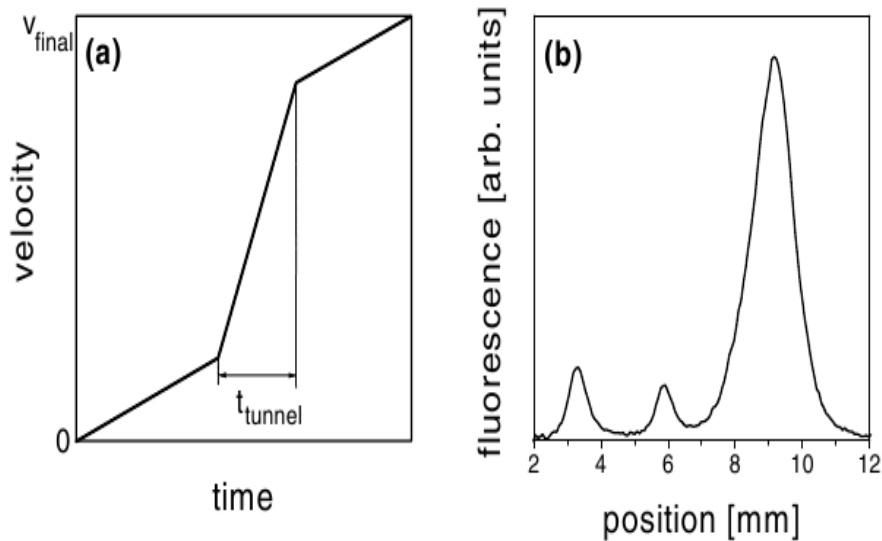 v_final
(a)
velocity
0
t_tunnel
time
(b)
fluorescence [arb. units]
2 4 6 8 10 12
position [mm]